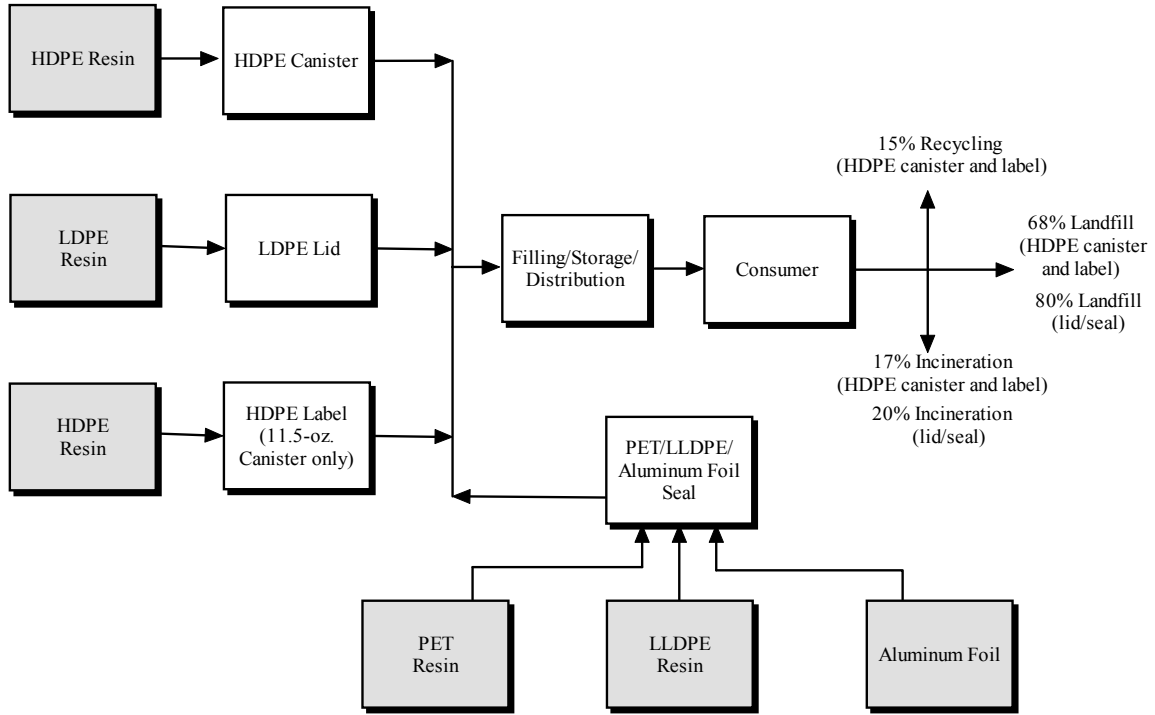 HDPE Resin
HDPE Canister
15% Recycling
(HDPE canister and label)
LDPE
Resin
LDPE Lid
Filling/Storage/
Distribution
Consumer
68% Landfill
(HDPE canister
and label)
80% Landfill
(lid/seal)
17% Incineration
(HDPE canister and label)
20% Incineration
(lid/seal)
HDPE
Resin
HDPE Label
(11.5-oz.
Canister only)
PET/LLDPE/
Aluminum Foil
Seal
PET
Resin
LLDPE
Resin
Aluminum Foil